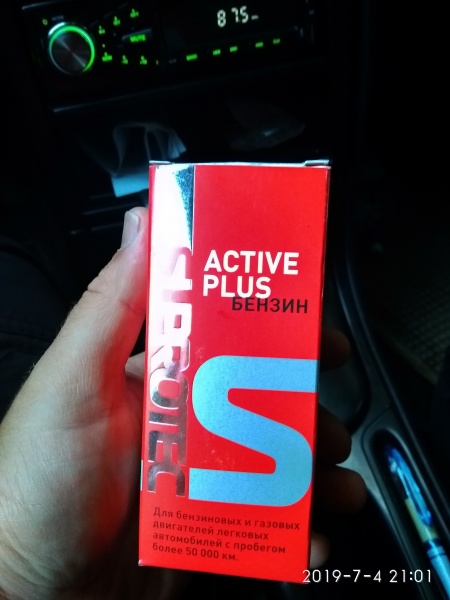 875
ACTIVE
PLUS
БЕНЗИН
SUPROTEC
Для бензиновых и газовых
двигателей легковых
автомобилей с пробегом
более 50 000 км.
2019-7-4 21:01